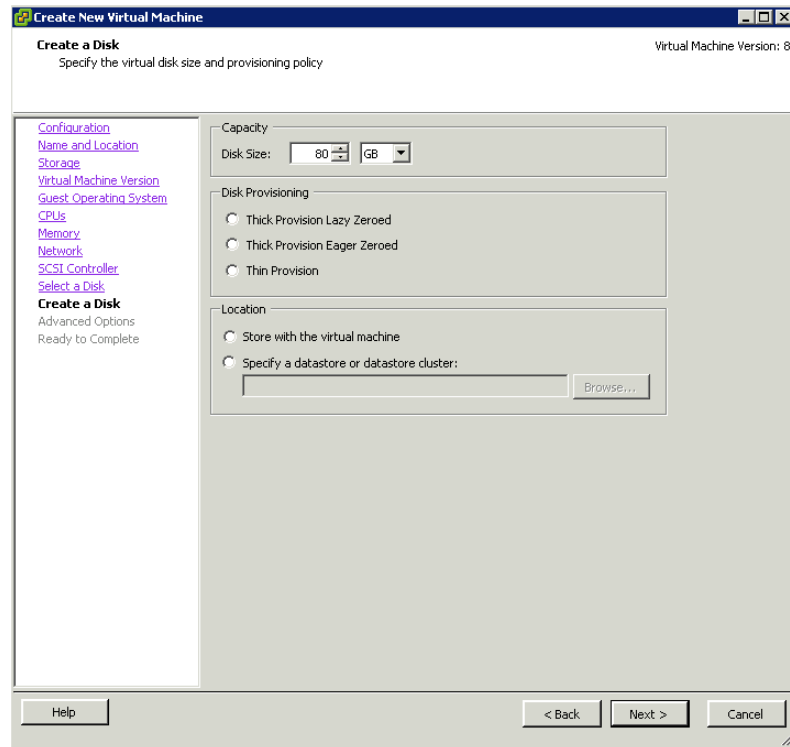 Create New Virtual Machine
Create a Disk
Virtual Machine Version: 8
Specify the virtual disk size and provisioning policy
Configuration
Name and Location
Storage
Virtual Machine Version
Guest Operating System
CPUs
Memory
Network
SCSI Controller
Select a Disk
Create a Disk
Advanced Options
Ready to Complete
Capacity
Disk Size: 80 GB
Disk Provisioning
Thick Provision Lazy Zeroed
Thick Provision Eager Zeroed
Thin Provision
Location
Store with the virtual machine
Specify a datastore or datastore cluster:
Browse...
Help
< Back
Next >
Cancel